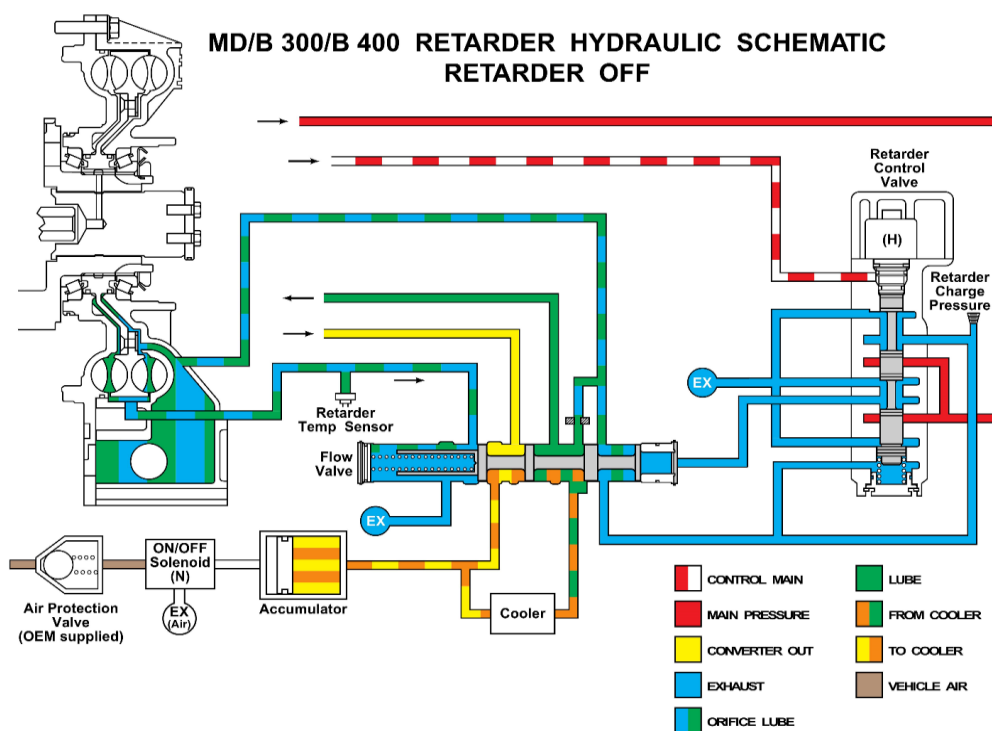 MD/B 300/B 400 RETARDER HYDRAULIC SCHEMATIC
RETARDER OFF
Retarder
Control
Valve
(H)
Retarder
Charge
Pressure
EX
Retarder
Temp Sensor
Flow
Valve
EX
ON/OFF
Solenoid
(N)
EX
(Air)
Air Protection
Valve
(OEM supplied)
Accumulator
Cooler
CONTROL MAIN
MAIN PRESSURE
CONVERTER OUT
EXHAUST
ORIFICE LUBE
LUBE
FROM COOLER
TO COOLER
VEHICLE AIR